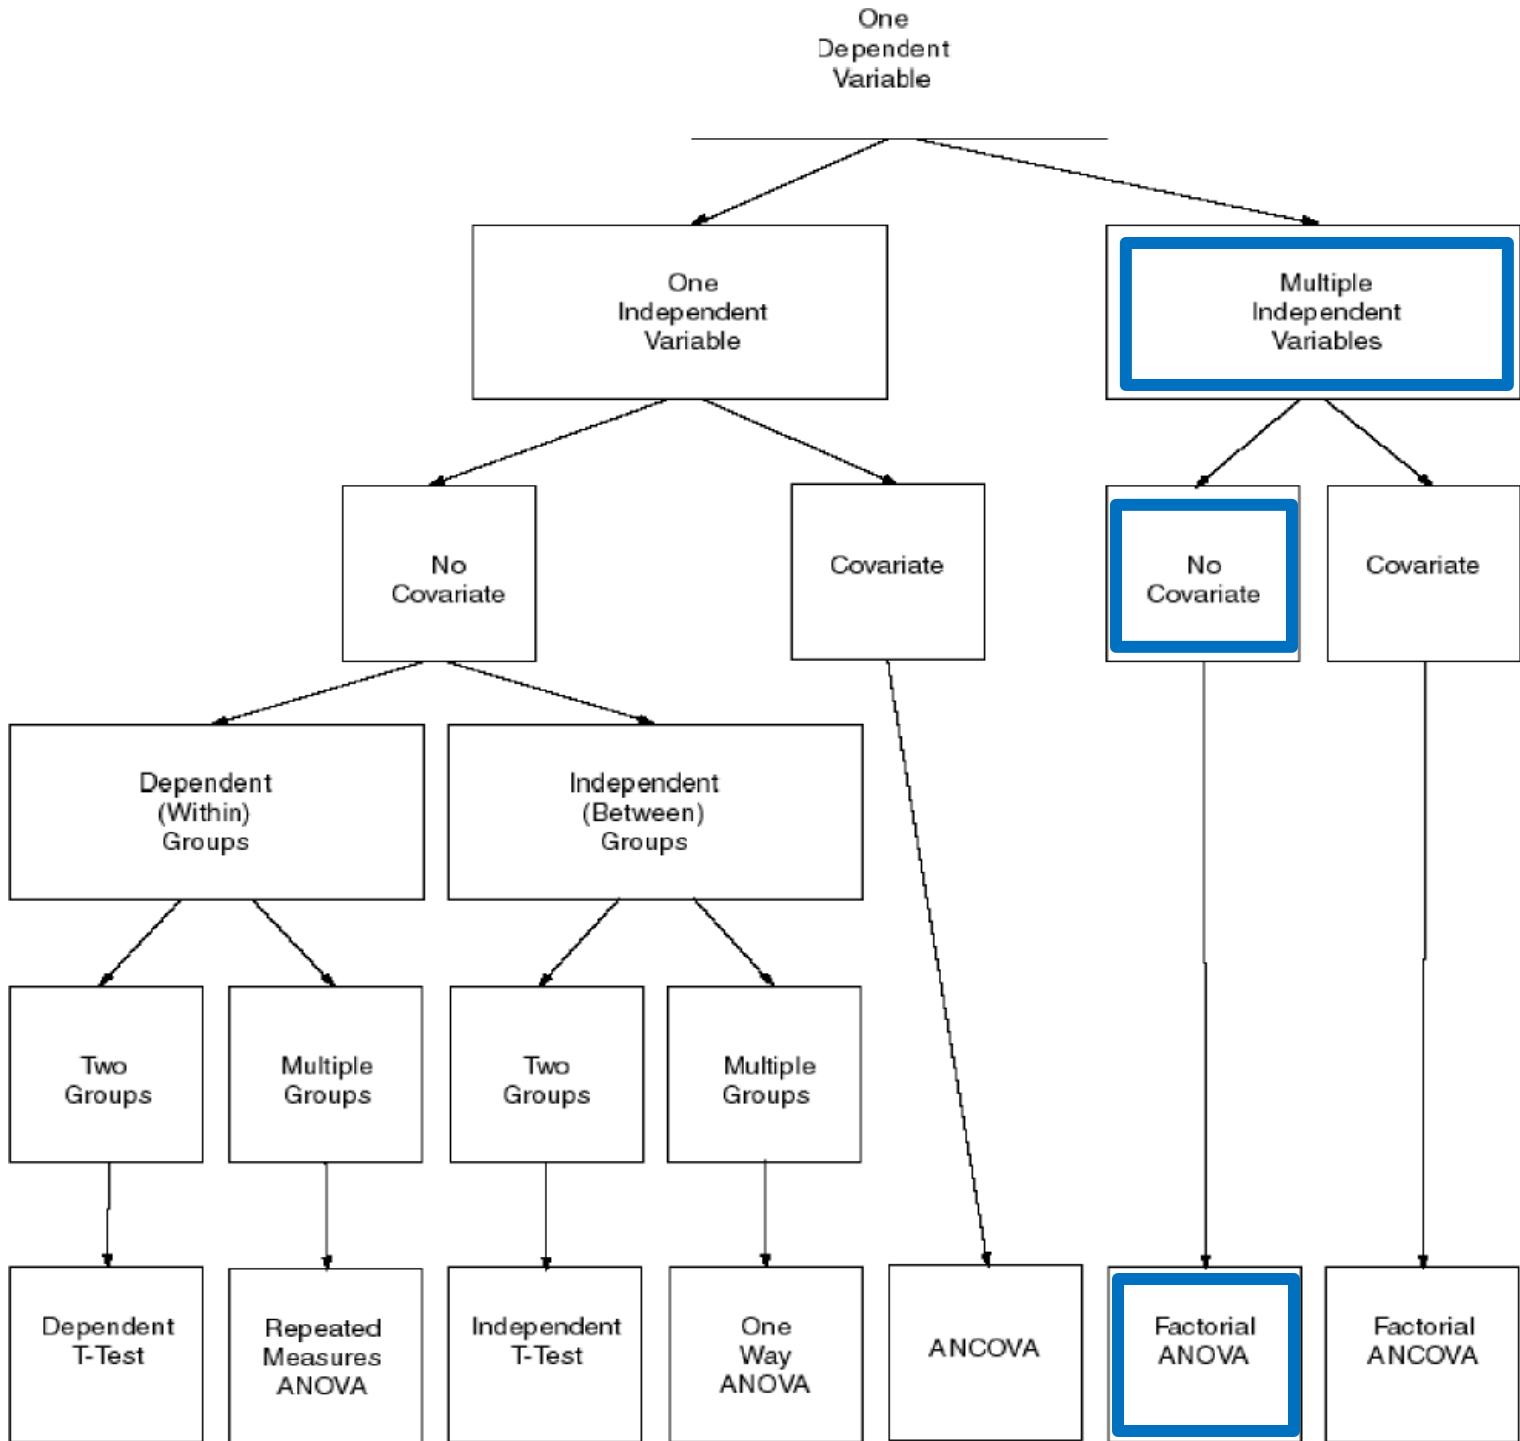 One
Dependent
Variable
One
Independent
Variable
Multiple
Independent
Variables
No
Covariate
Covariate
No
Covariate
Covariate
Dependent
(Within)
Groups
Independent
(Between)
Groups
Two
Groups
Multiple
Groups
Two
Groups
Multiple
Groups
Dependent
T-Test
Repeated
Measures
ANOVA
Independent
T-Test
One
Way
ANOVA
ANCOVA
Factorial
ANOVA
Factorial
ANCOVA